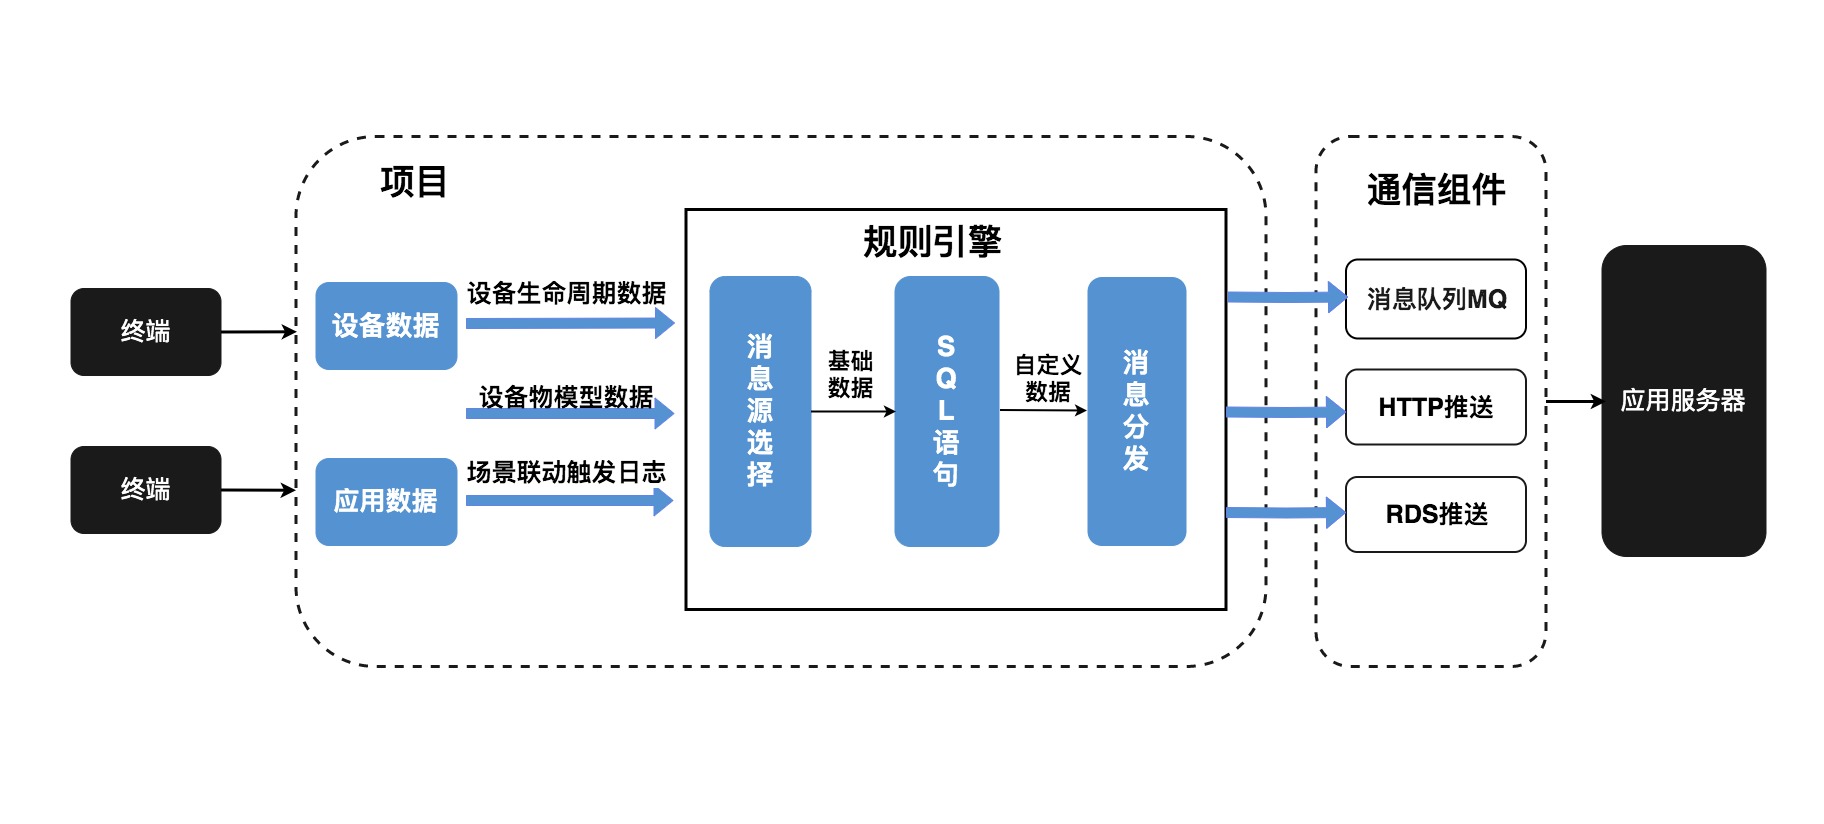 项目
通信组件
规则引擎
终端
终端
设备数据
应用数据
设备生命周期数据
设备物模型数据
场景联动触发日志
消
息
源
选
择
基础
数据
S
Q
L
语
句
自定义
数据
消
息
分
发
消息队列MQ
HTTP推送
RDS推送
应用服务器